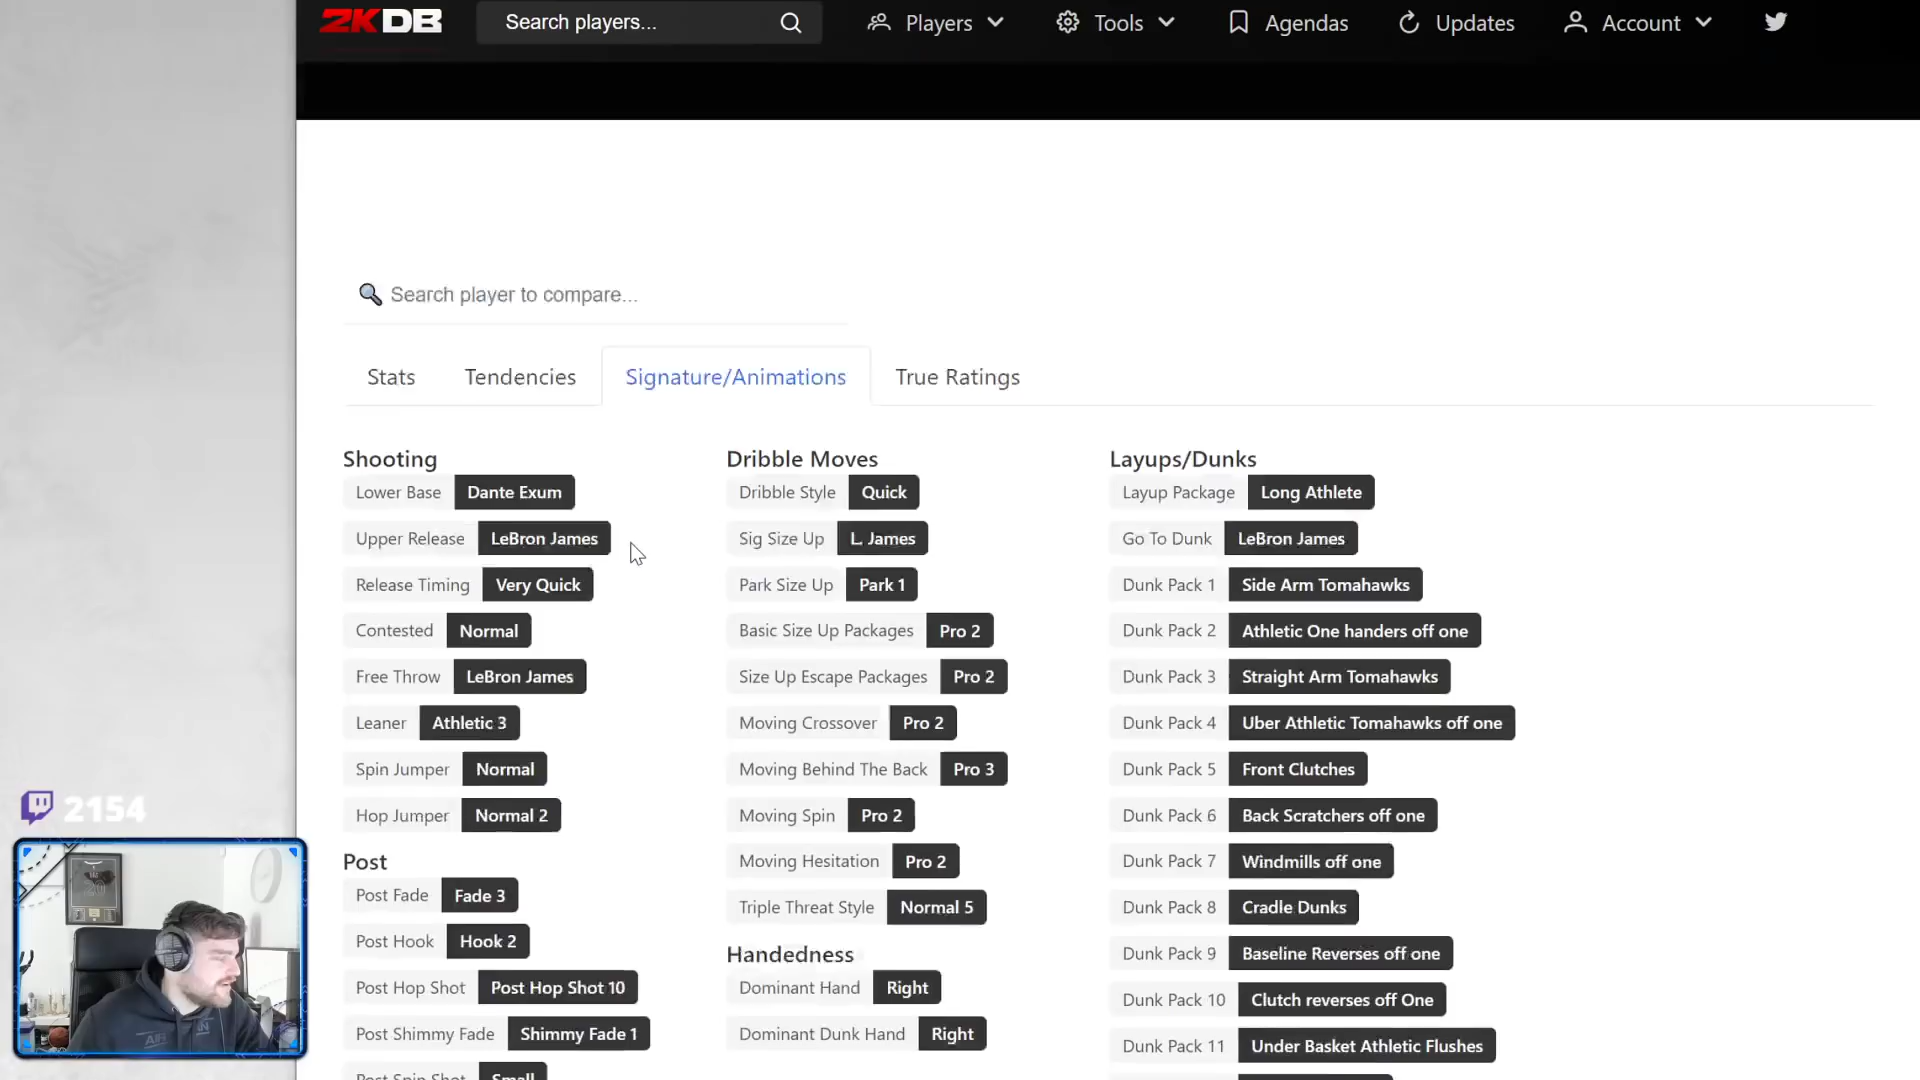 2KDB
Search players...
Players
Tools
Agendas
Updates
Account
Search player to compare...
Stats
Tendencies
Signature/Animations
True Ratings
Shooting
Lower Base Dante Exum
Upper Release LeBron James
Release Timing Very Quick
Contested Normal
Free Throw LeBron James
Leaner Athletic 3
Spin Jumper Normal
Hop Jumper Normal 2
Post
Post Fade Fade 3
Post Hook Hook 2
Post Hop Shot Post Hop Shot 10
Post Shimmy Fade Shimmy Fade 1
Post Spin Shot Small
Dribble Moves
Dribble Style Quick
Sig Size Up L. James
Park Size Up Park 1
Basic Size Up Packages Pro 2
Size Up Escape Packages Pro 2
Moving Crossover Pro 2
Moving Behind The Back Pro 3
Moving Spin Pro 2
Moving Hesitation Pro 2
Triple Threat Style Normal 5
Handedness
Dominant Hand Right
Dominant Dunk Hand Right
Layups/Dunks
Layup Package Long Athlete
Go To Dunk LeBron James
Dunk Pack 1 Side Arm Tomahawks
Dunk Pack 2 Athletic One handers off one
Dunk Pack 3 Straight Arm Tomahawks
Dunk Pack 4 Uber Athletic Tomahawks off one
Dunk Pack 5 Front Clutches
Dunk Pack 6 Back Scratchers off one
Dunk Pack 7 Windmills off one
Dunk Pack 8 Cradle Dunks
Dunk Pack 9 Baseline Reverses off one
Dunk Pack 10 Clutch reverses off One
Dunk Pack 11 Under Basket Athletic Flushes
2154